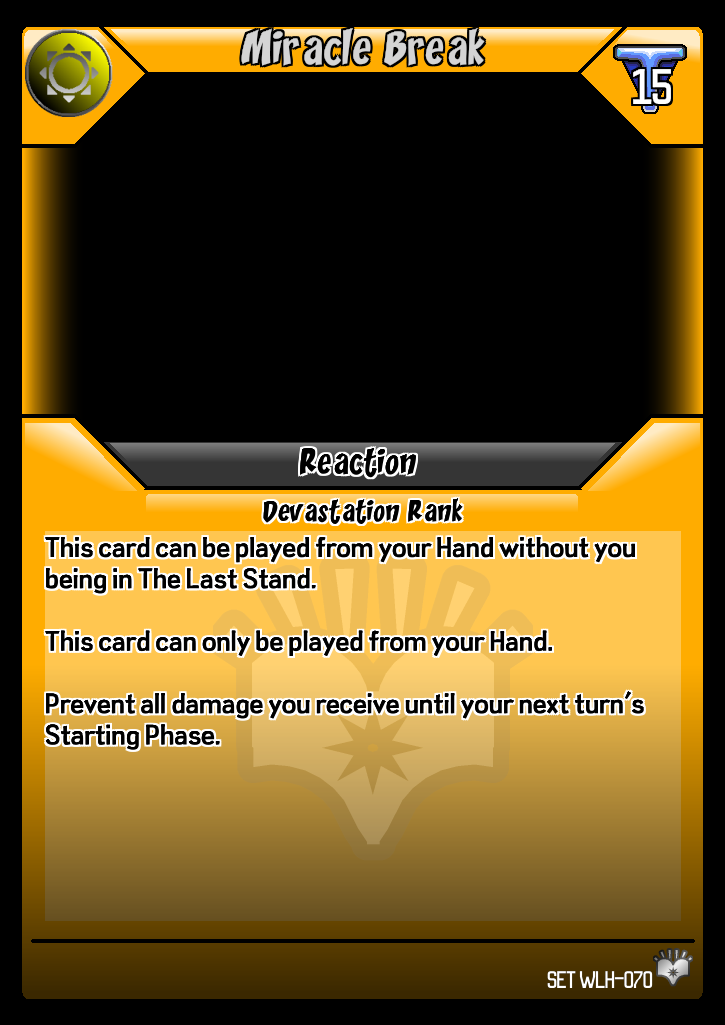 Miracle Break
15
Reaction
Devastation Rank
This card can be played from your Hand without you
being in The Last Stand.
This card can only be played from your Hand.
Prevent all damage you receive until your next turn's
Starting Phase.
SET WLH-070